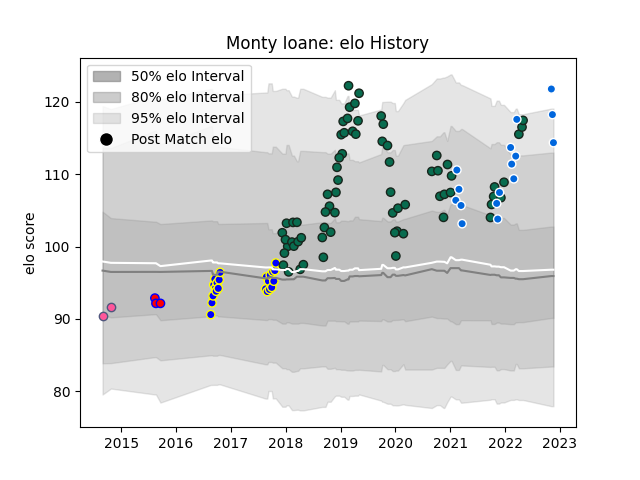 Monty Ioane: elo History
50% elo Interval
80% elo Interval
95% elo Interval
Post Match elo
elo score
120
110
100
90
80
2015
2016
2017
2018
2019
2020
2021
2022
2023